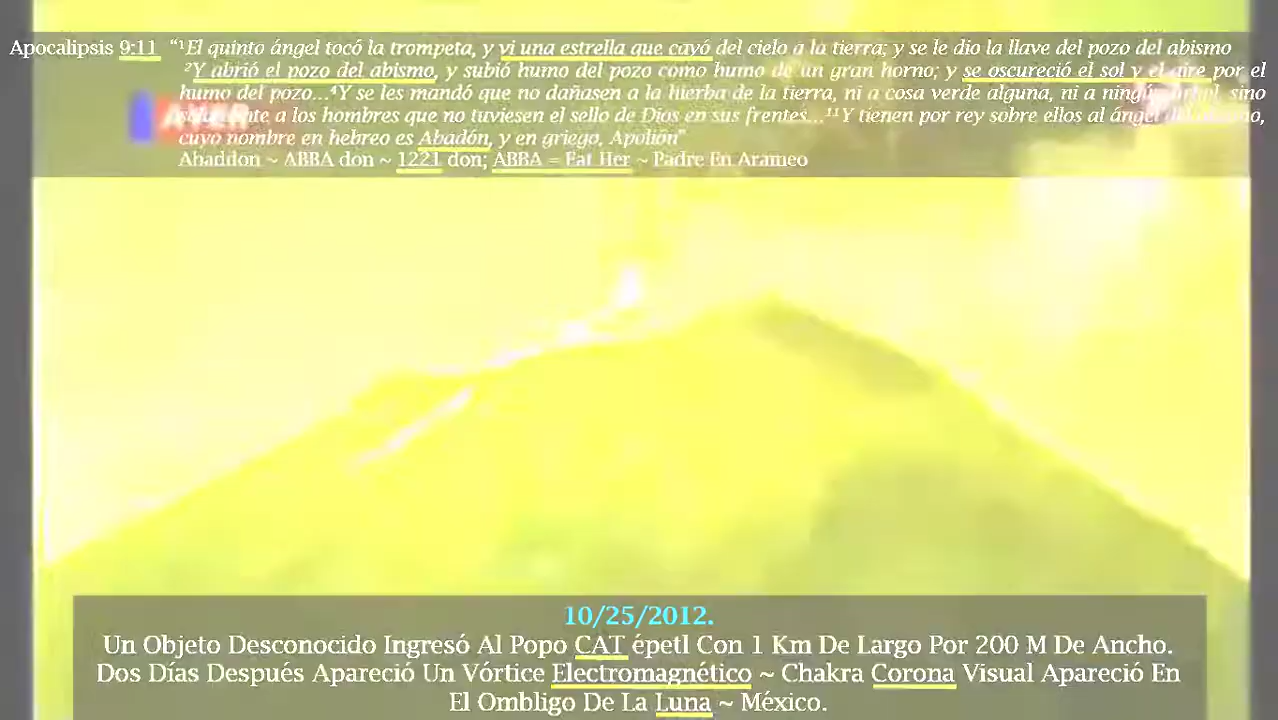 Apocalipsis 9:11 “¹El quinto ángel tocó la trompeta, y vi una estrella que cayó del cielo a la tierra; y se le dio la llave del pozo del abismo
²Y abrió el pozo del abismo, y subió humo del pozo como humo de un gran horno; y se oscureció el sol y el aire por el
humo del pozo...⁴Y se les mandó que no dañasen a la hierba de la tierra, ni a cosa verde alguna, ni a ningún árbol, sino
solamente a los hombres que no tuviesen el sello de Dios en sus frentes...¹¹Y tienen por rey sobre ellos al ángel del abismo,
cuyo nombre en hebreo es Abadón, y en griego, Apolión”
Abaddon ~ ABBA don ~ 1221 don; ABBA = Fat Her ~ Padre En Arameo
10/25/2012.
Un Objeto Desconocido Ingresó Al Popo CAT épetl Con 1 Km De Largo Por 200 M De Ancho.
Dos Días Después Apareció Un Vórtice Electromagnético ~ Chakra Corona Visual Apareció En
El Ombligo De La Luna ~ México.